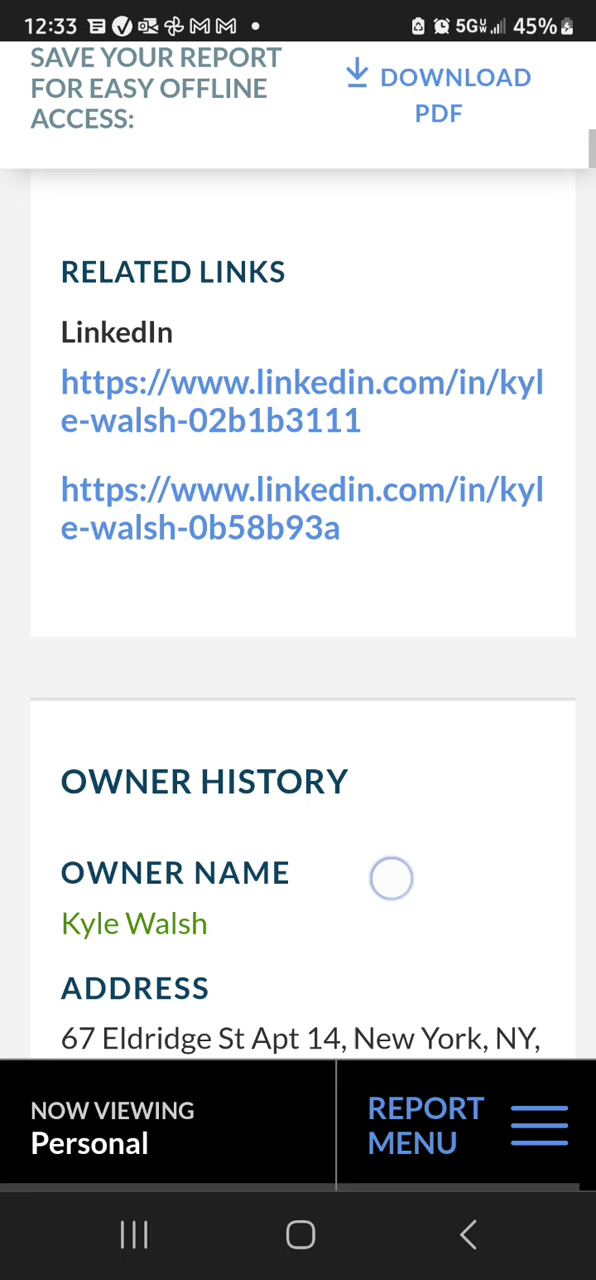 12:33
5G 45%
SAVE YOUR REPORT
FOR EASY OFFLINE
ACCESS:
DOWNLOAD
PDF
RELATED LINKS
LinkedIn
https://www.linkedin.com/in/kyl
e-walsh-02b1b3111
https://www.linkedin.com/in/kyl
e-walsh-0b58b93a
OWNER HISTORY
OWNER NAME
Kyle Walsh
ADDRESS
67 Eldridge St Apt 14, New York, NY,
NOW VIEWING
Personal
REPORT
MENU